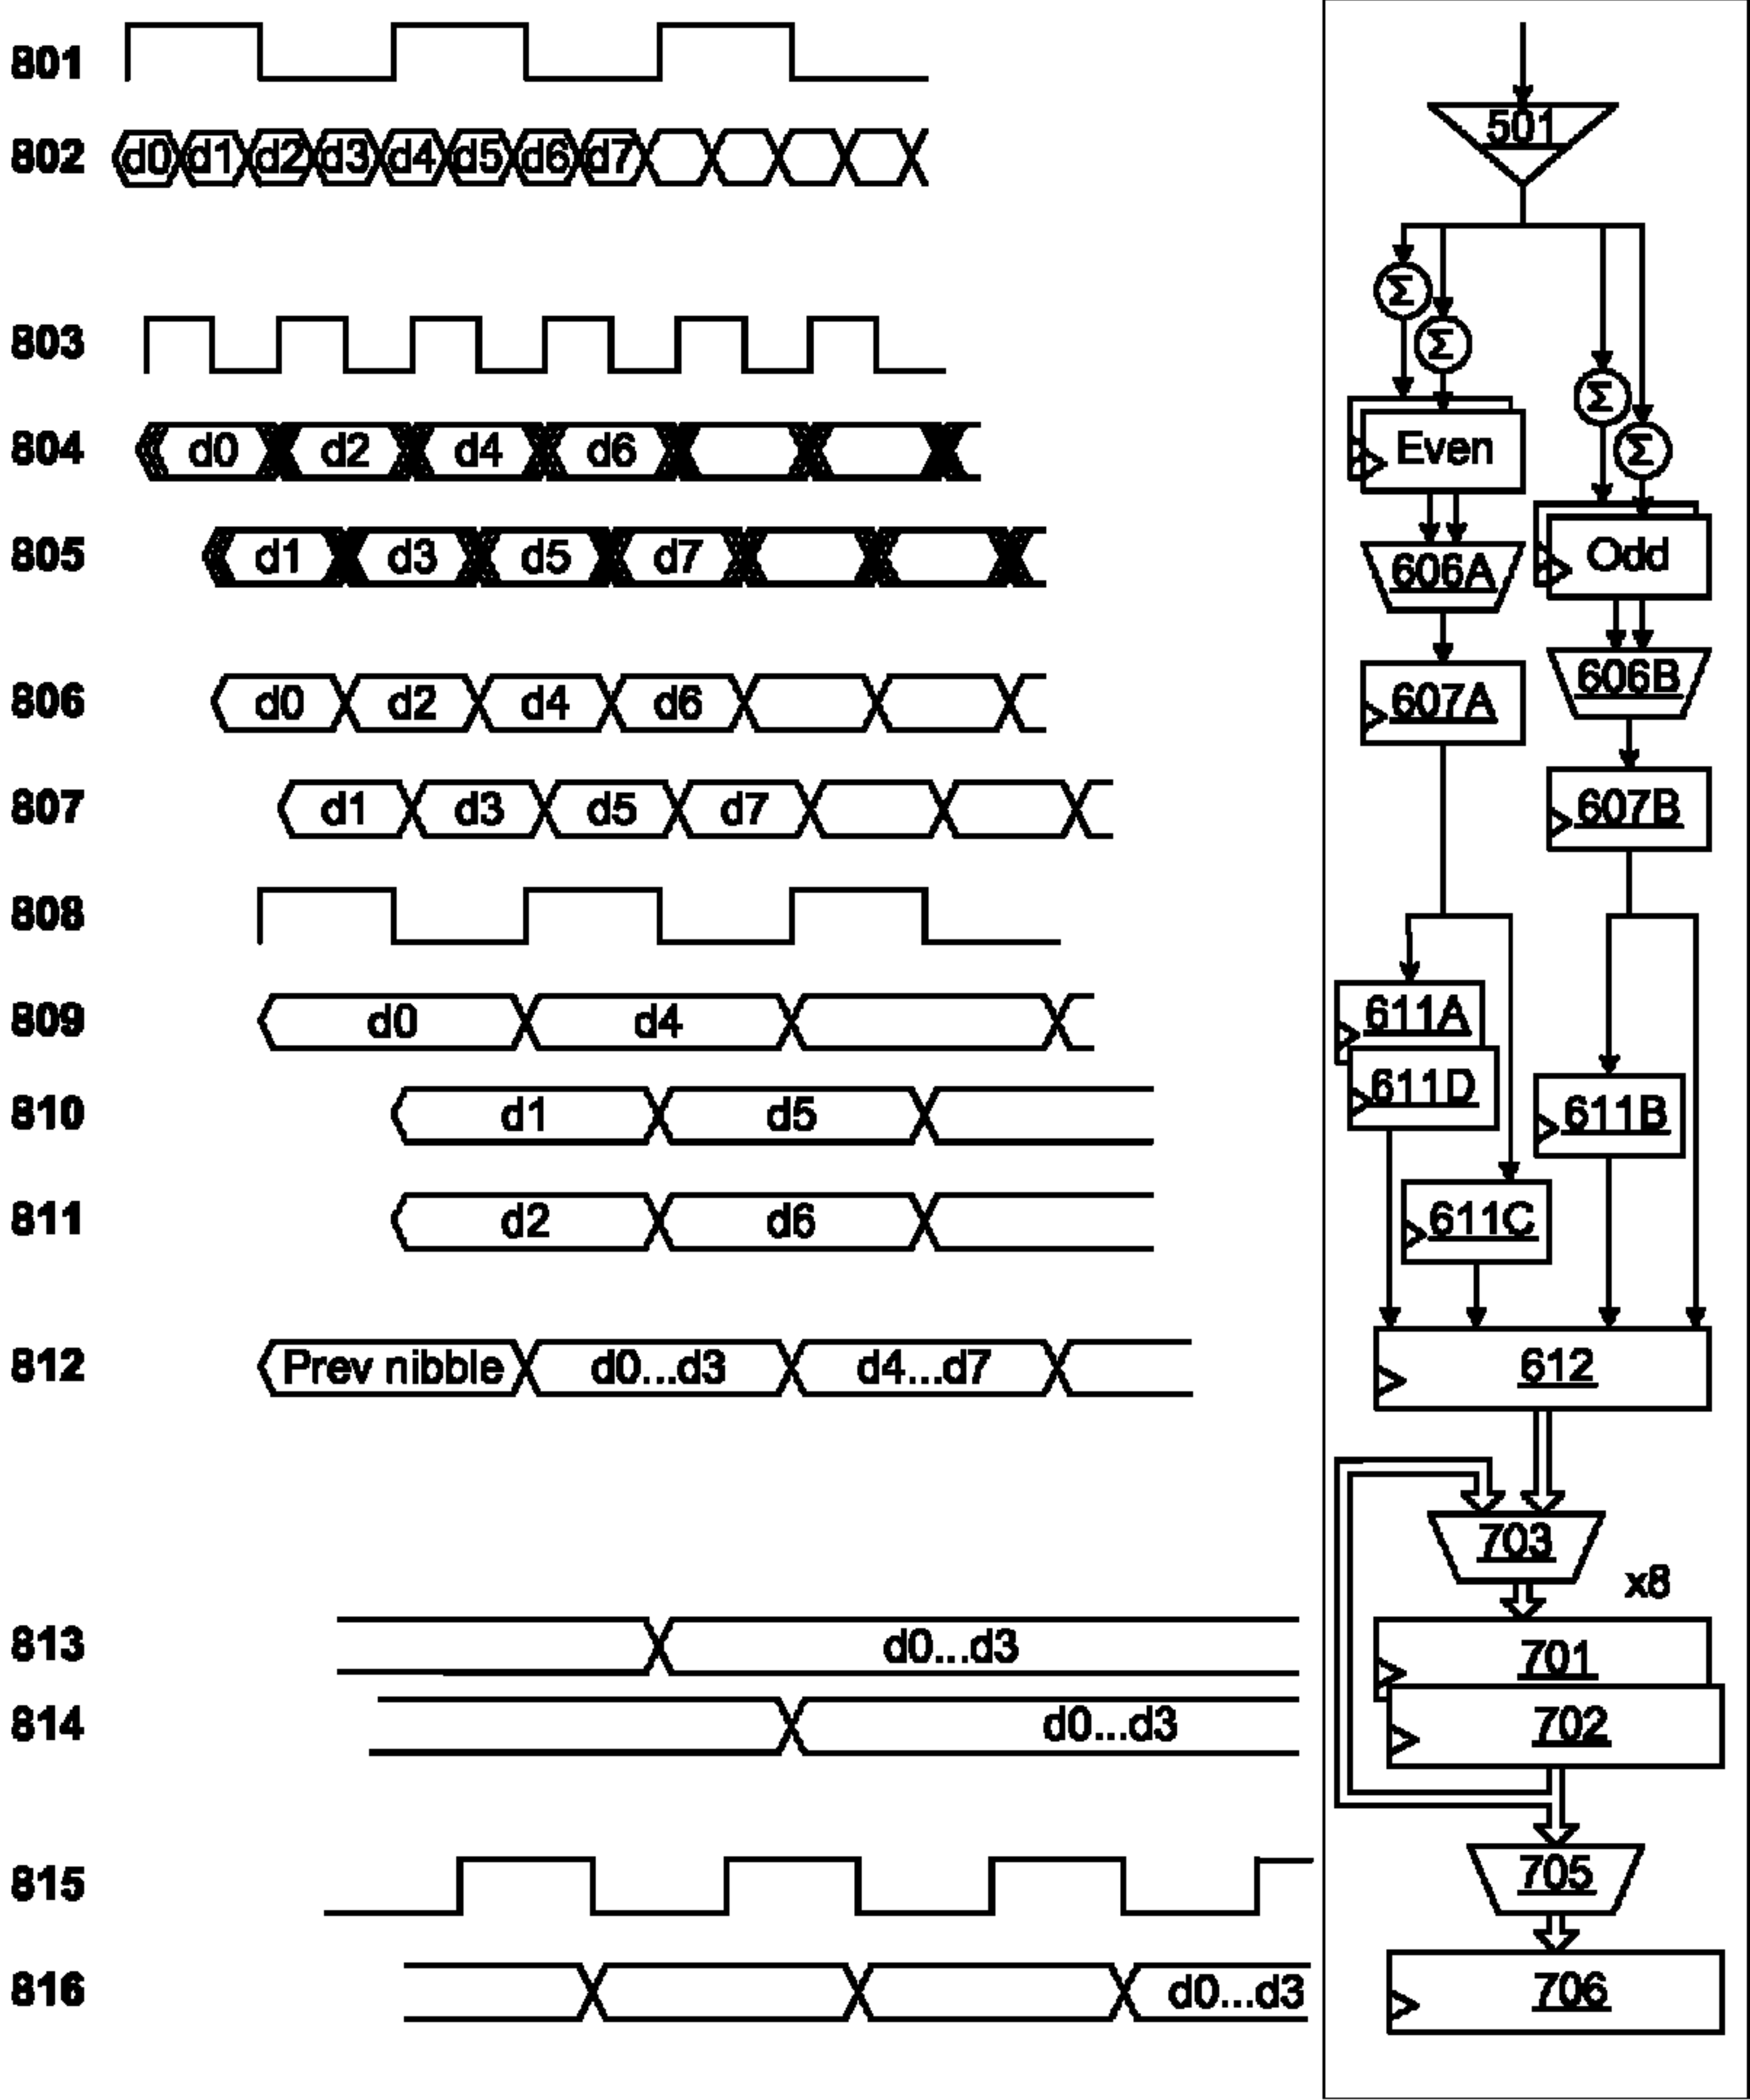 801
802 d0 d1 d2 d3 d4 d5 d6 d7
803
804 d0 d2 d4 d6
805 d1 d3 d5 d7
806 d0 d2 d4 d6
807 d1 d3 d5 d7
808
809 d0 d4
810 d1 d5
811 d2 d6
812 Prev nibble d0...d3 d4...d7
813 d0...d3
814 d0...d3
815
816 d0...d3
501
Σ
Σ
Σ
Σ
Even
Odd
606A
606B
607A
607B
611A
611D
611B
611C
612
703
x8
701
702
705
706